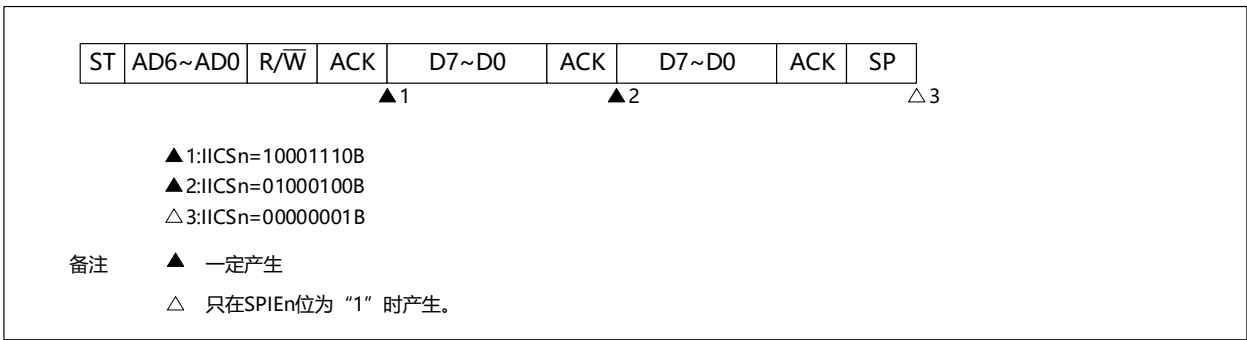 ST AD6~AD0 R/W̅ ACK D7~D0 ACK D7~D0 ACK SP
▲1 ▲2 △3
▲1:IICSn=10001110B
▲2:IICSn=01000100B
△3:IICSn=00000001B
备注 ▲ 一定产生
△ 只在SPIEn位为“1”时产生。